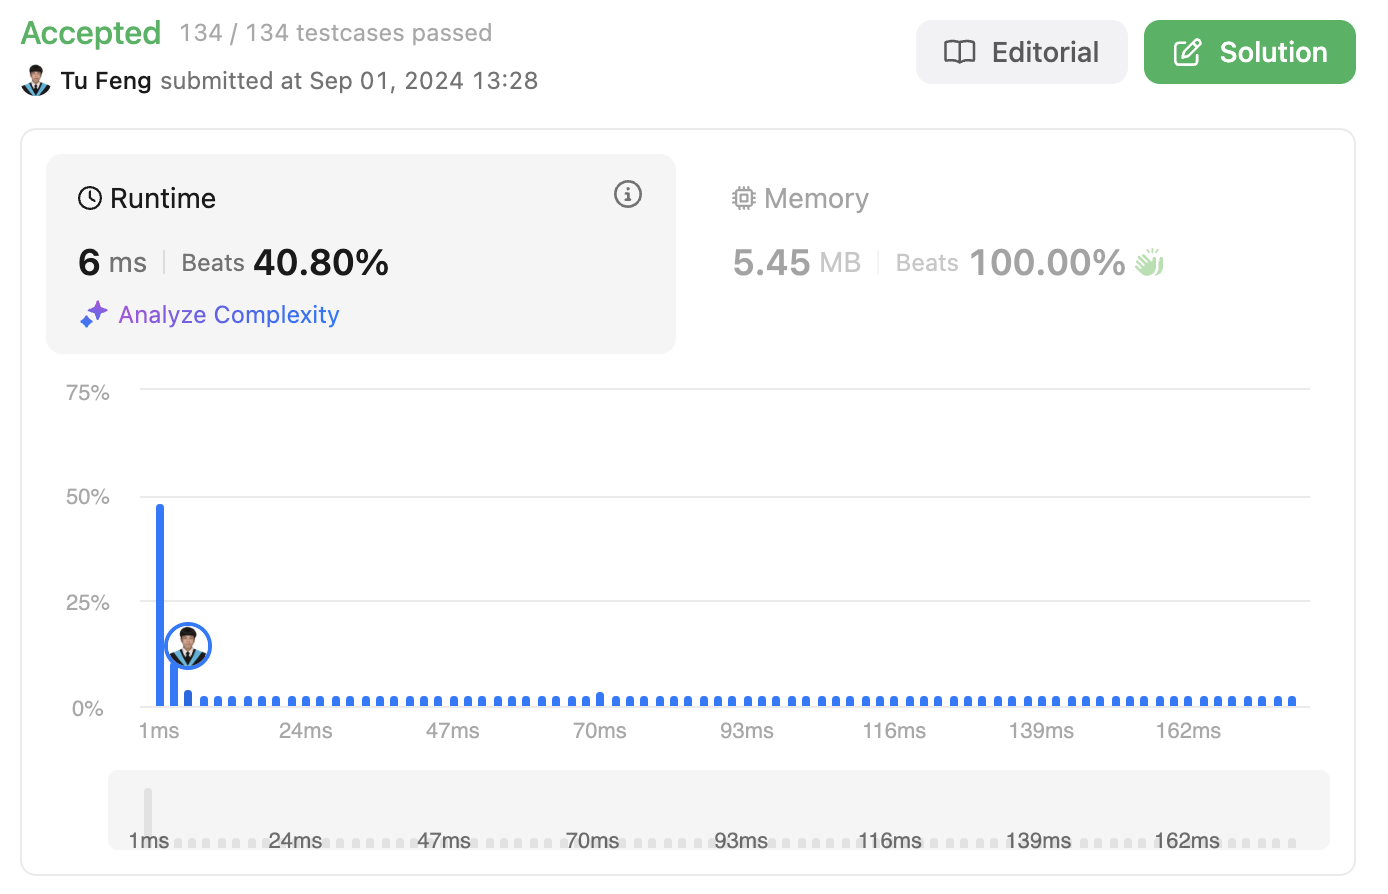 Accepted 134 / 134 testcases passed
Tu Feng submitted at Sep 01, 2024 13:28
Editorial
Solution
Runtime
6 ms Beats 40.80%
Analyze Complexity
Memory
5.45 MB Beats 100.00%
75%
50%
25%
0%
1ms 24ms 47ms 70ms 93ms 116ms 139ms 162ms
1ms 24ms 47ms 70ms 93ms 116ms 139ms 162ms